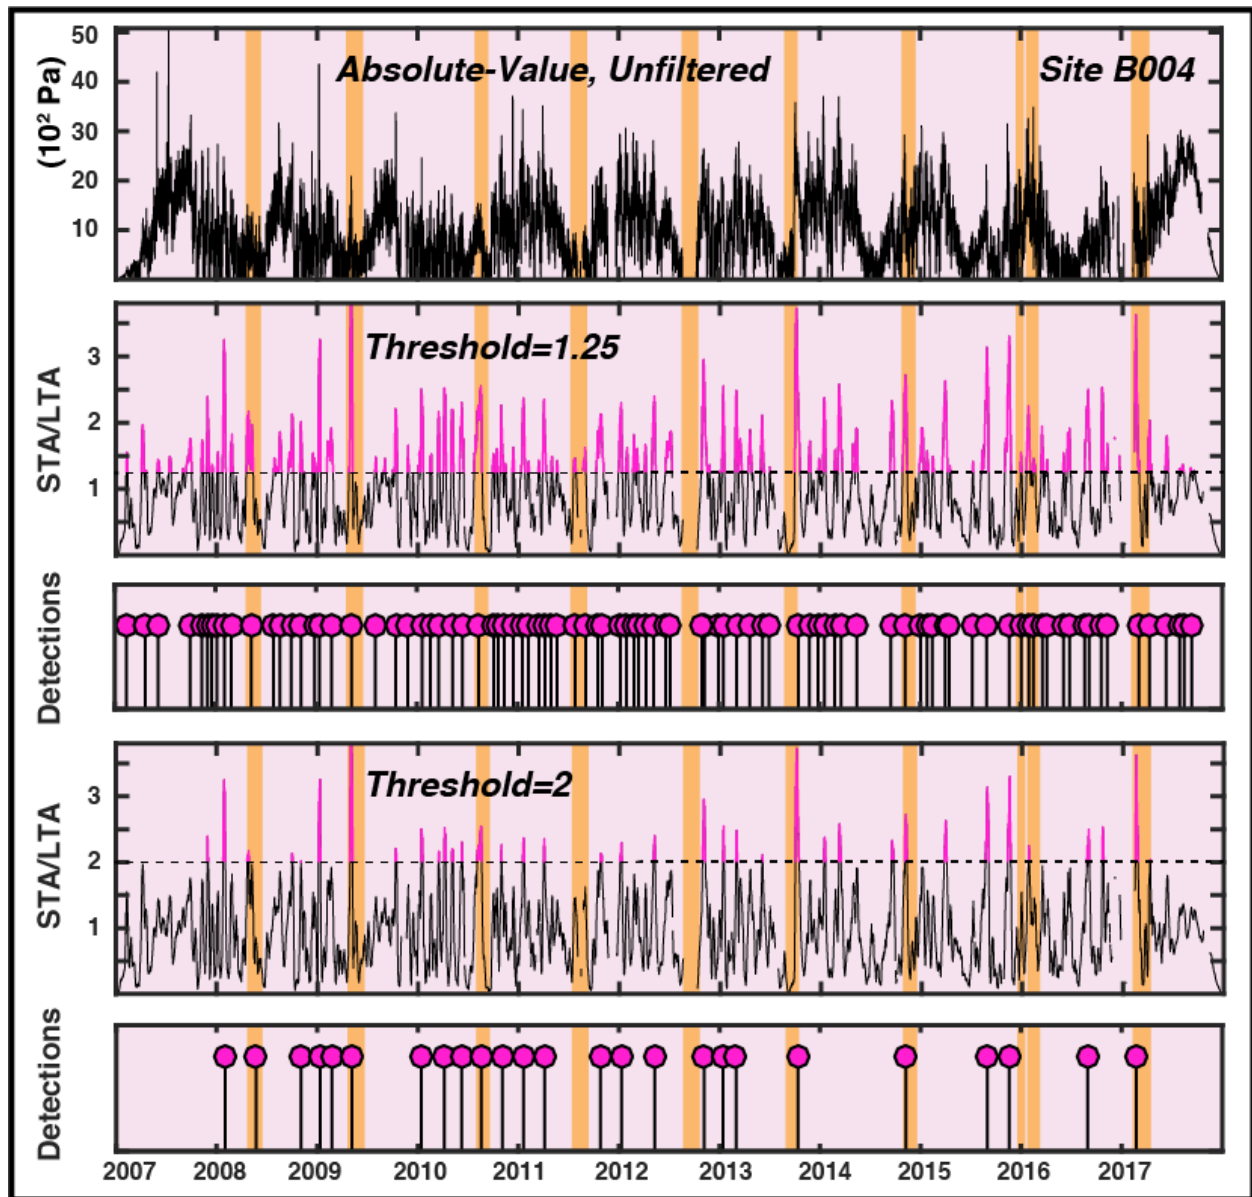 Absolute-Value, Unfiltered
Site B004
(10² Pa)
50
40
30
20
10
Threshold=1.25
STA/LTA
3
2
1
Detections
Threshold=2
STA/LTA
3
2
1
Detections
2007 2008 2009 2010 2011 2012 2013 2014 2015 2016 2017